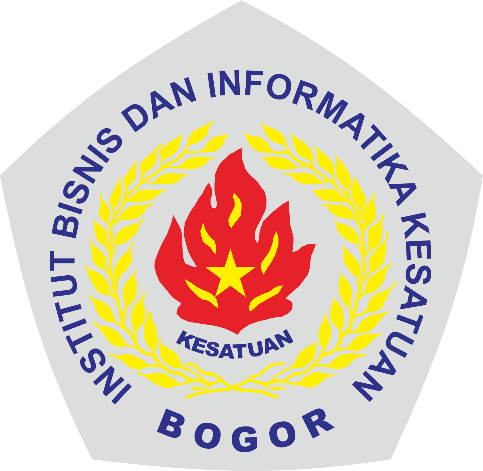 INSTITUT BISNIS DAN INFORMATIKA KESATUAN
KESATUAN
BOGOR